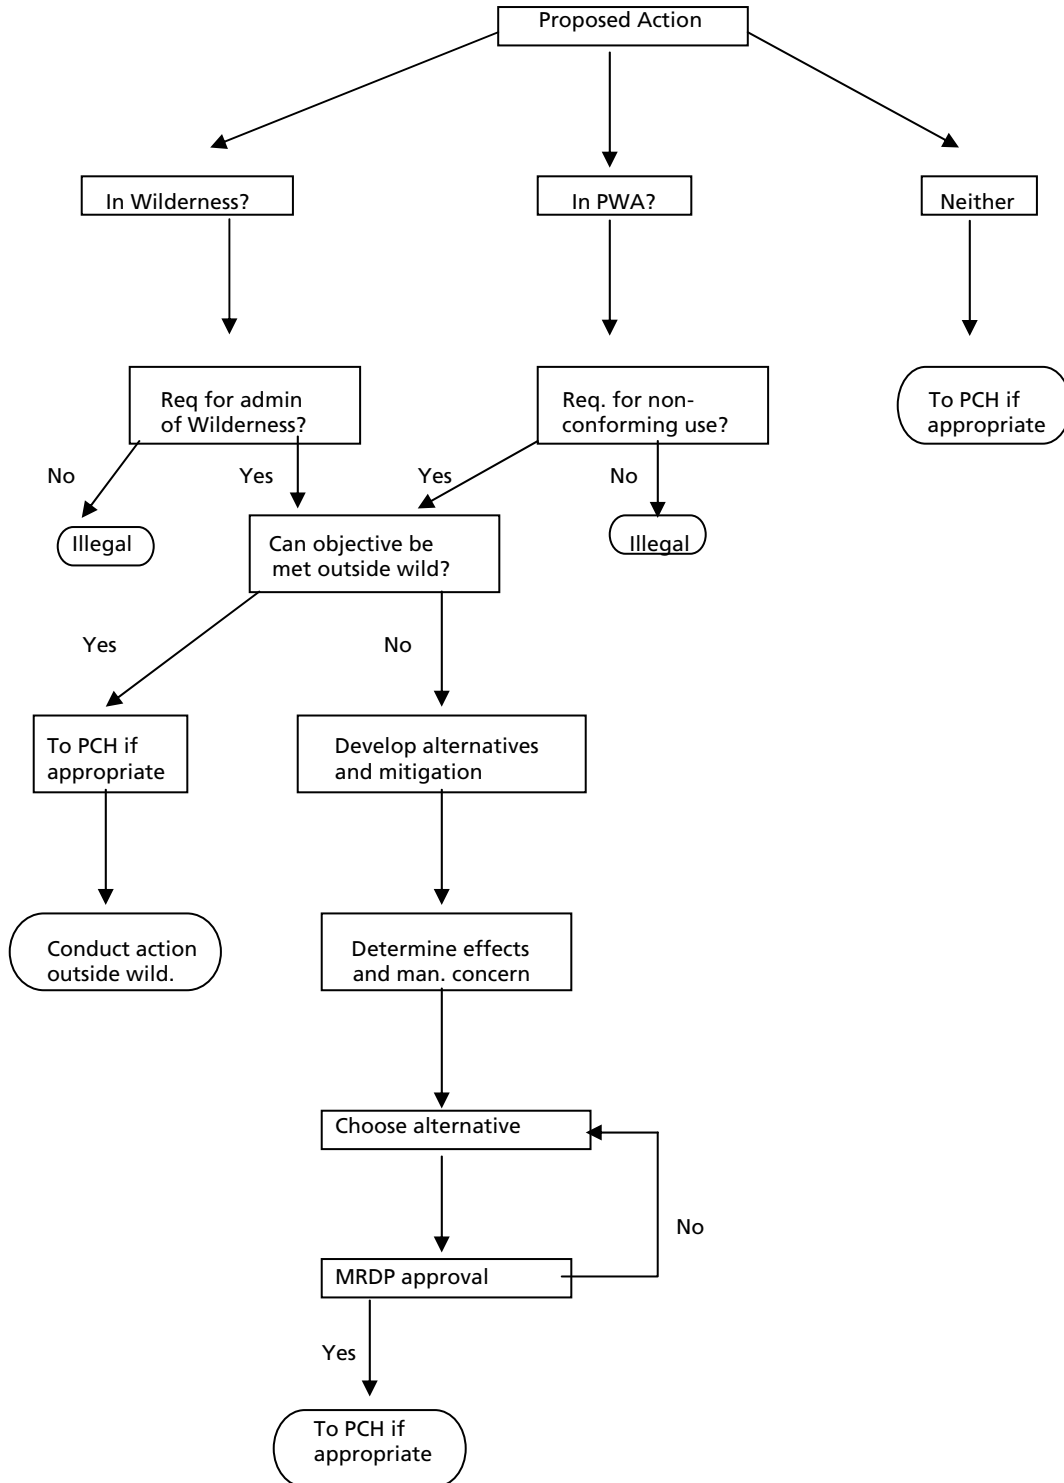 Proposed Action
In Wilderness?
In PWA?
Neither
Req for admin
of Wilderness?
Req. for non-
conforming use?
To PCH if
appropriate
No
Yes
Yes
No
Illegal
Can objective be
met outside wild?
Illegal
Yes
No
To PCH if
appropriate
Develop alternatives
and mitigation
Conduct action
outside wild.
Determine effects
and man. concern
Choose alternative
No
MRDP approval
Yes
To PCH if
appropriate